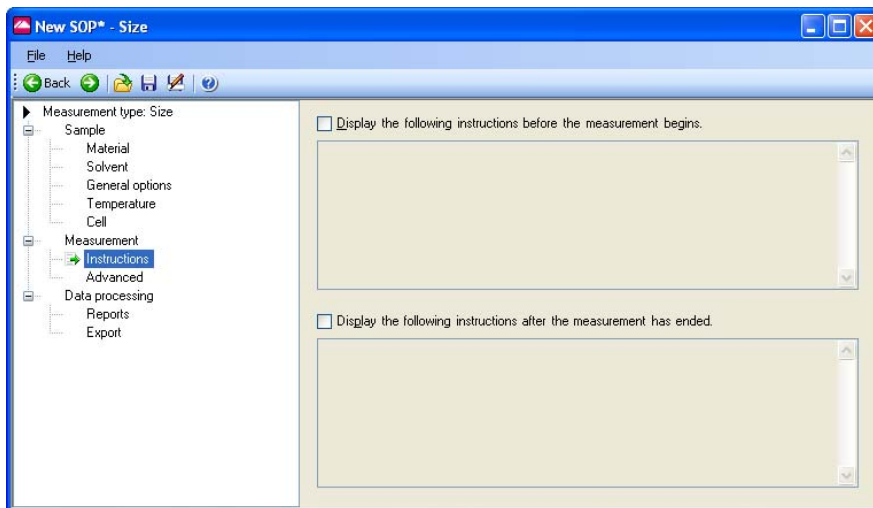 New SOP* - Size
File Help
Back
Measurement type: Size
Sample
Material
Solvent
General options
Temperature
Cell
Measurement
Instructions
Advanced
Data processing
Reports
Export
Display the following instructions before the measurement begins.
Display the following instructions after the measurement has ended.